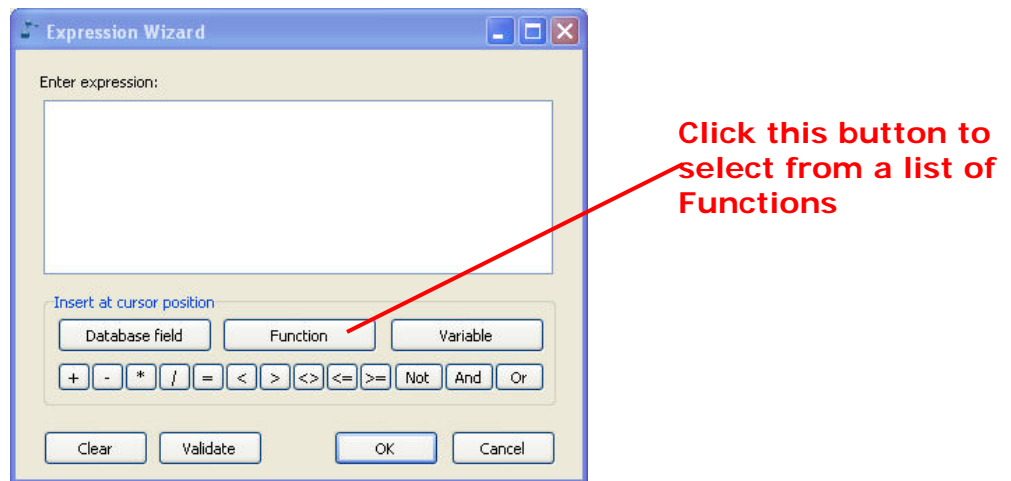 Expression Wizard
Enter expression:
Click this button to
select from a list of
Functions
Insert at cursor position
Database field Function Variable
+ - * / = < > <> <= >= Not And Or
Clear Validate OK Cancel